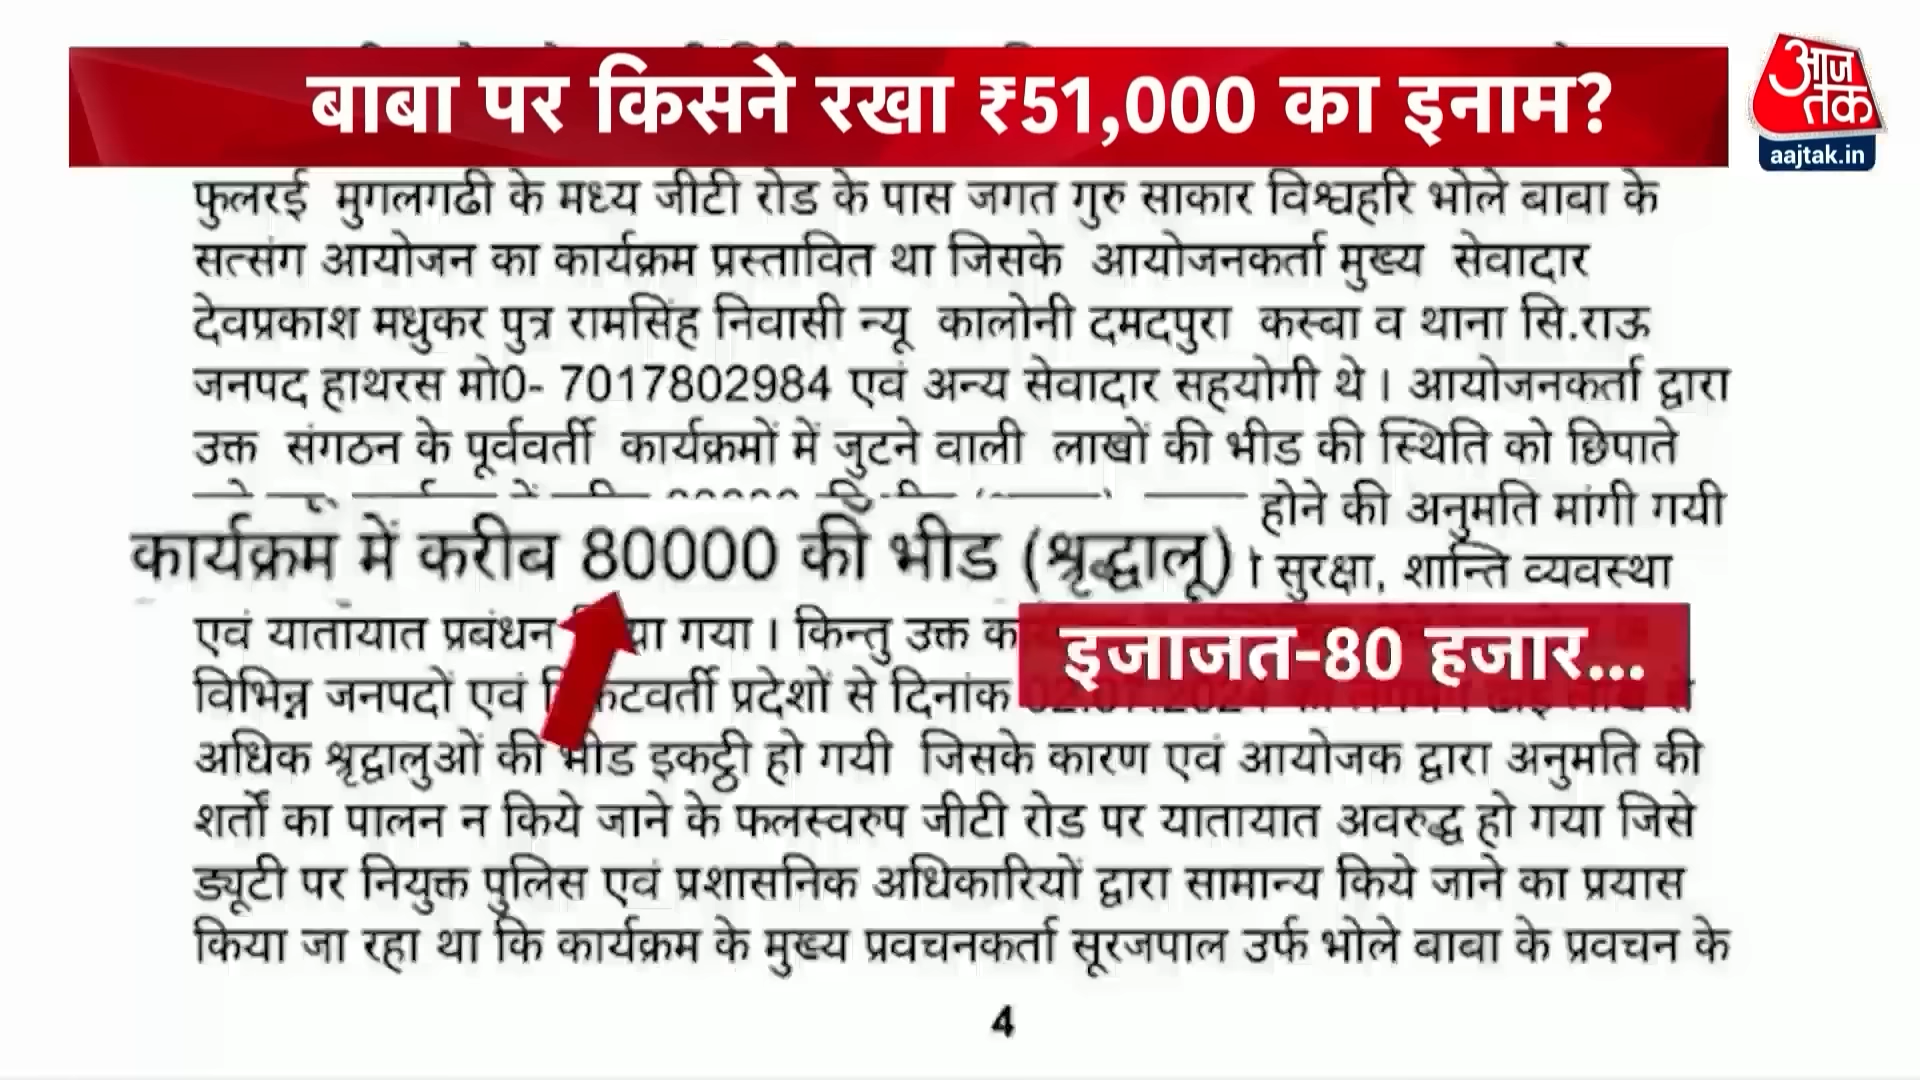 बाबा पर किसने रखा ₹51,000 का इनाम?
आज तक
aajtak.in
फुलरई मुगलगढी के मध्य जीटी रोड के पास जगत गुरु साकार विश्वहरि भोले बाबा के
सत्संग आयोजन का कार्यक्रम प्रस्तावित था जिसके आयोजनकर्ता मुख्य सेवादार
देवप्रकाश मधुकर पुत्र रामसिंह निवासी न्यू कालोनी दमदपुरा कस्बा व थाना सि.राऊ
जनपद हाथरस मो0- 7017802984 एवं अन्य सेवादार सहयोगी थे । आयोजनकर्ता द्वारा
उक्त संगठन के पूर्ववर्ती कार्यक्रमों में जुटने वाली लाखों की भीड की स्थिति को छिपाते
होने की अनुमति मांगी गयी
कार्यक्रम में करीब 80000 की भीड (श्रृद्धालू)
सुरक्षा, शान्ति व्यवस्था
एवं यातायात प्रबंधन गया । किन्तु उक्त
इजाजत-80 हजार...
विभिन्न जनपदों एवं प्रदेशों से दिनांक
अधिक श्रृद्वालुओं की भीड इकट्ठी हो गयी जिसके कारण एवं आयोजक द्वारा अनुमति की
शर्तो का पालन न किये जाने के फलस्वरुप जीटी रोड पर यातायात अवरुद्ध हो गया जिसे
ड्यूटी पर नियुक्त पुलिस एवं प्रशासनिक अधिकारियों द्वारा सामान्य किये जाने का प्रयास
किया जा रहा था कि कार्यक्रम के मुख्य प्रवचनकर्ता सूरजपाल उर्फ भोले बाबा के प्रवचन के
4